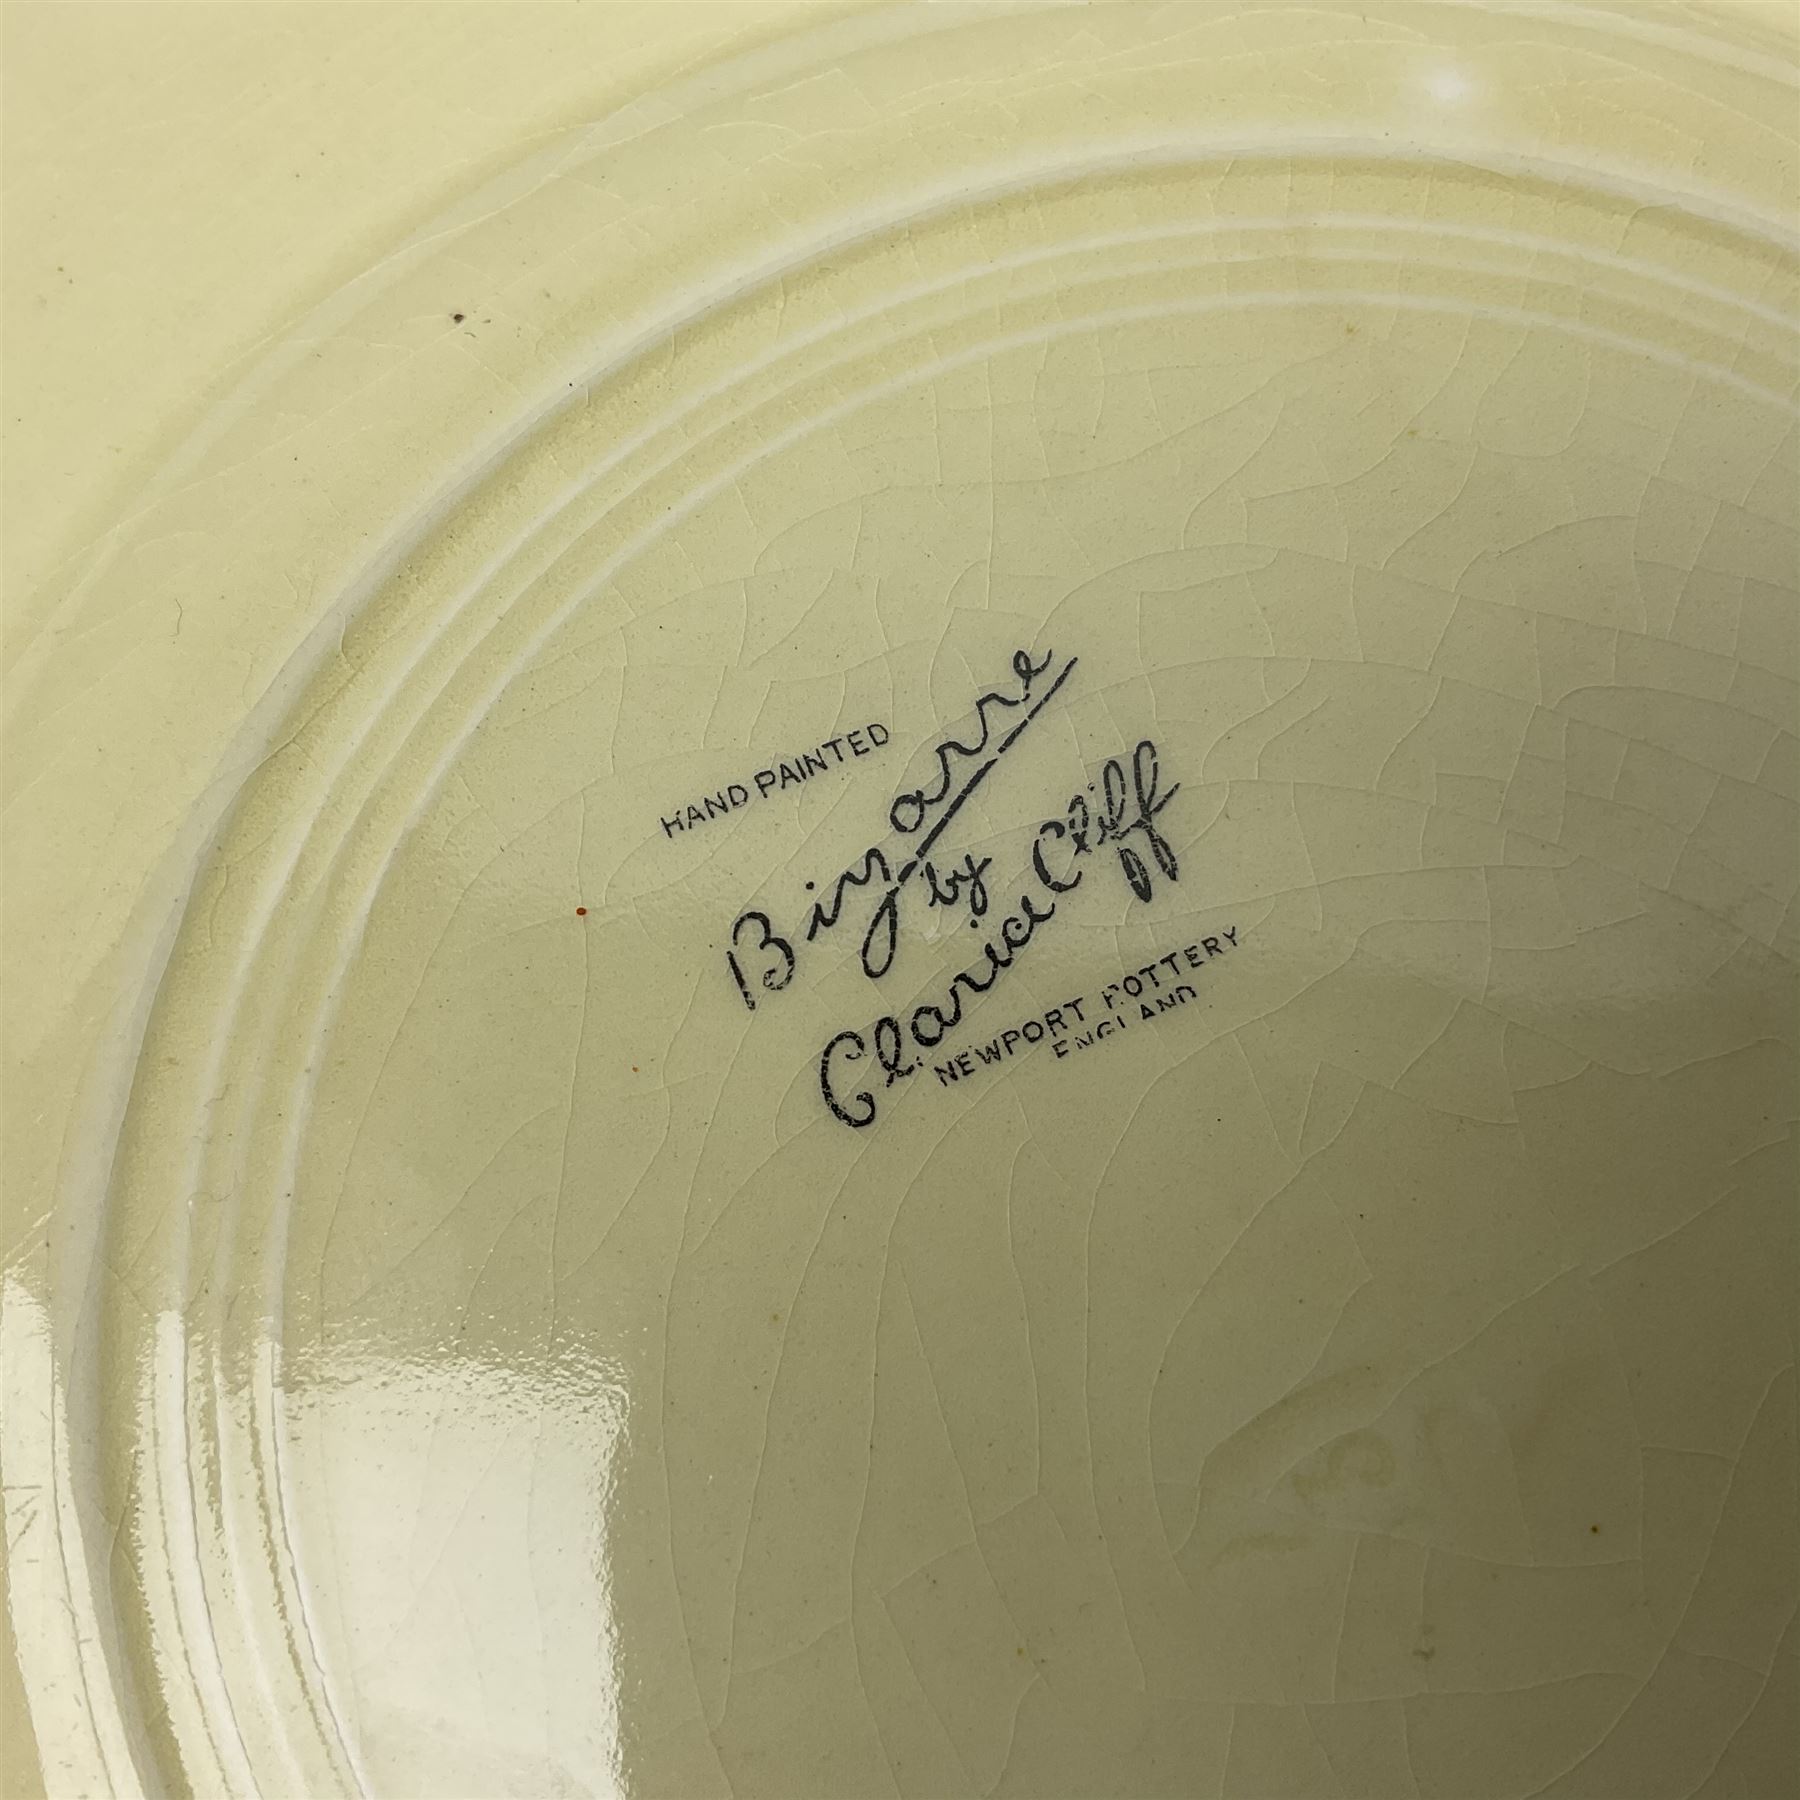 HAND PAINTED
Bizarre
by
Clarice Cliff
NEWPORT POTTERY
ENGLAND